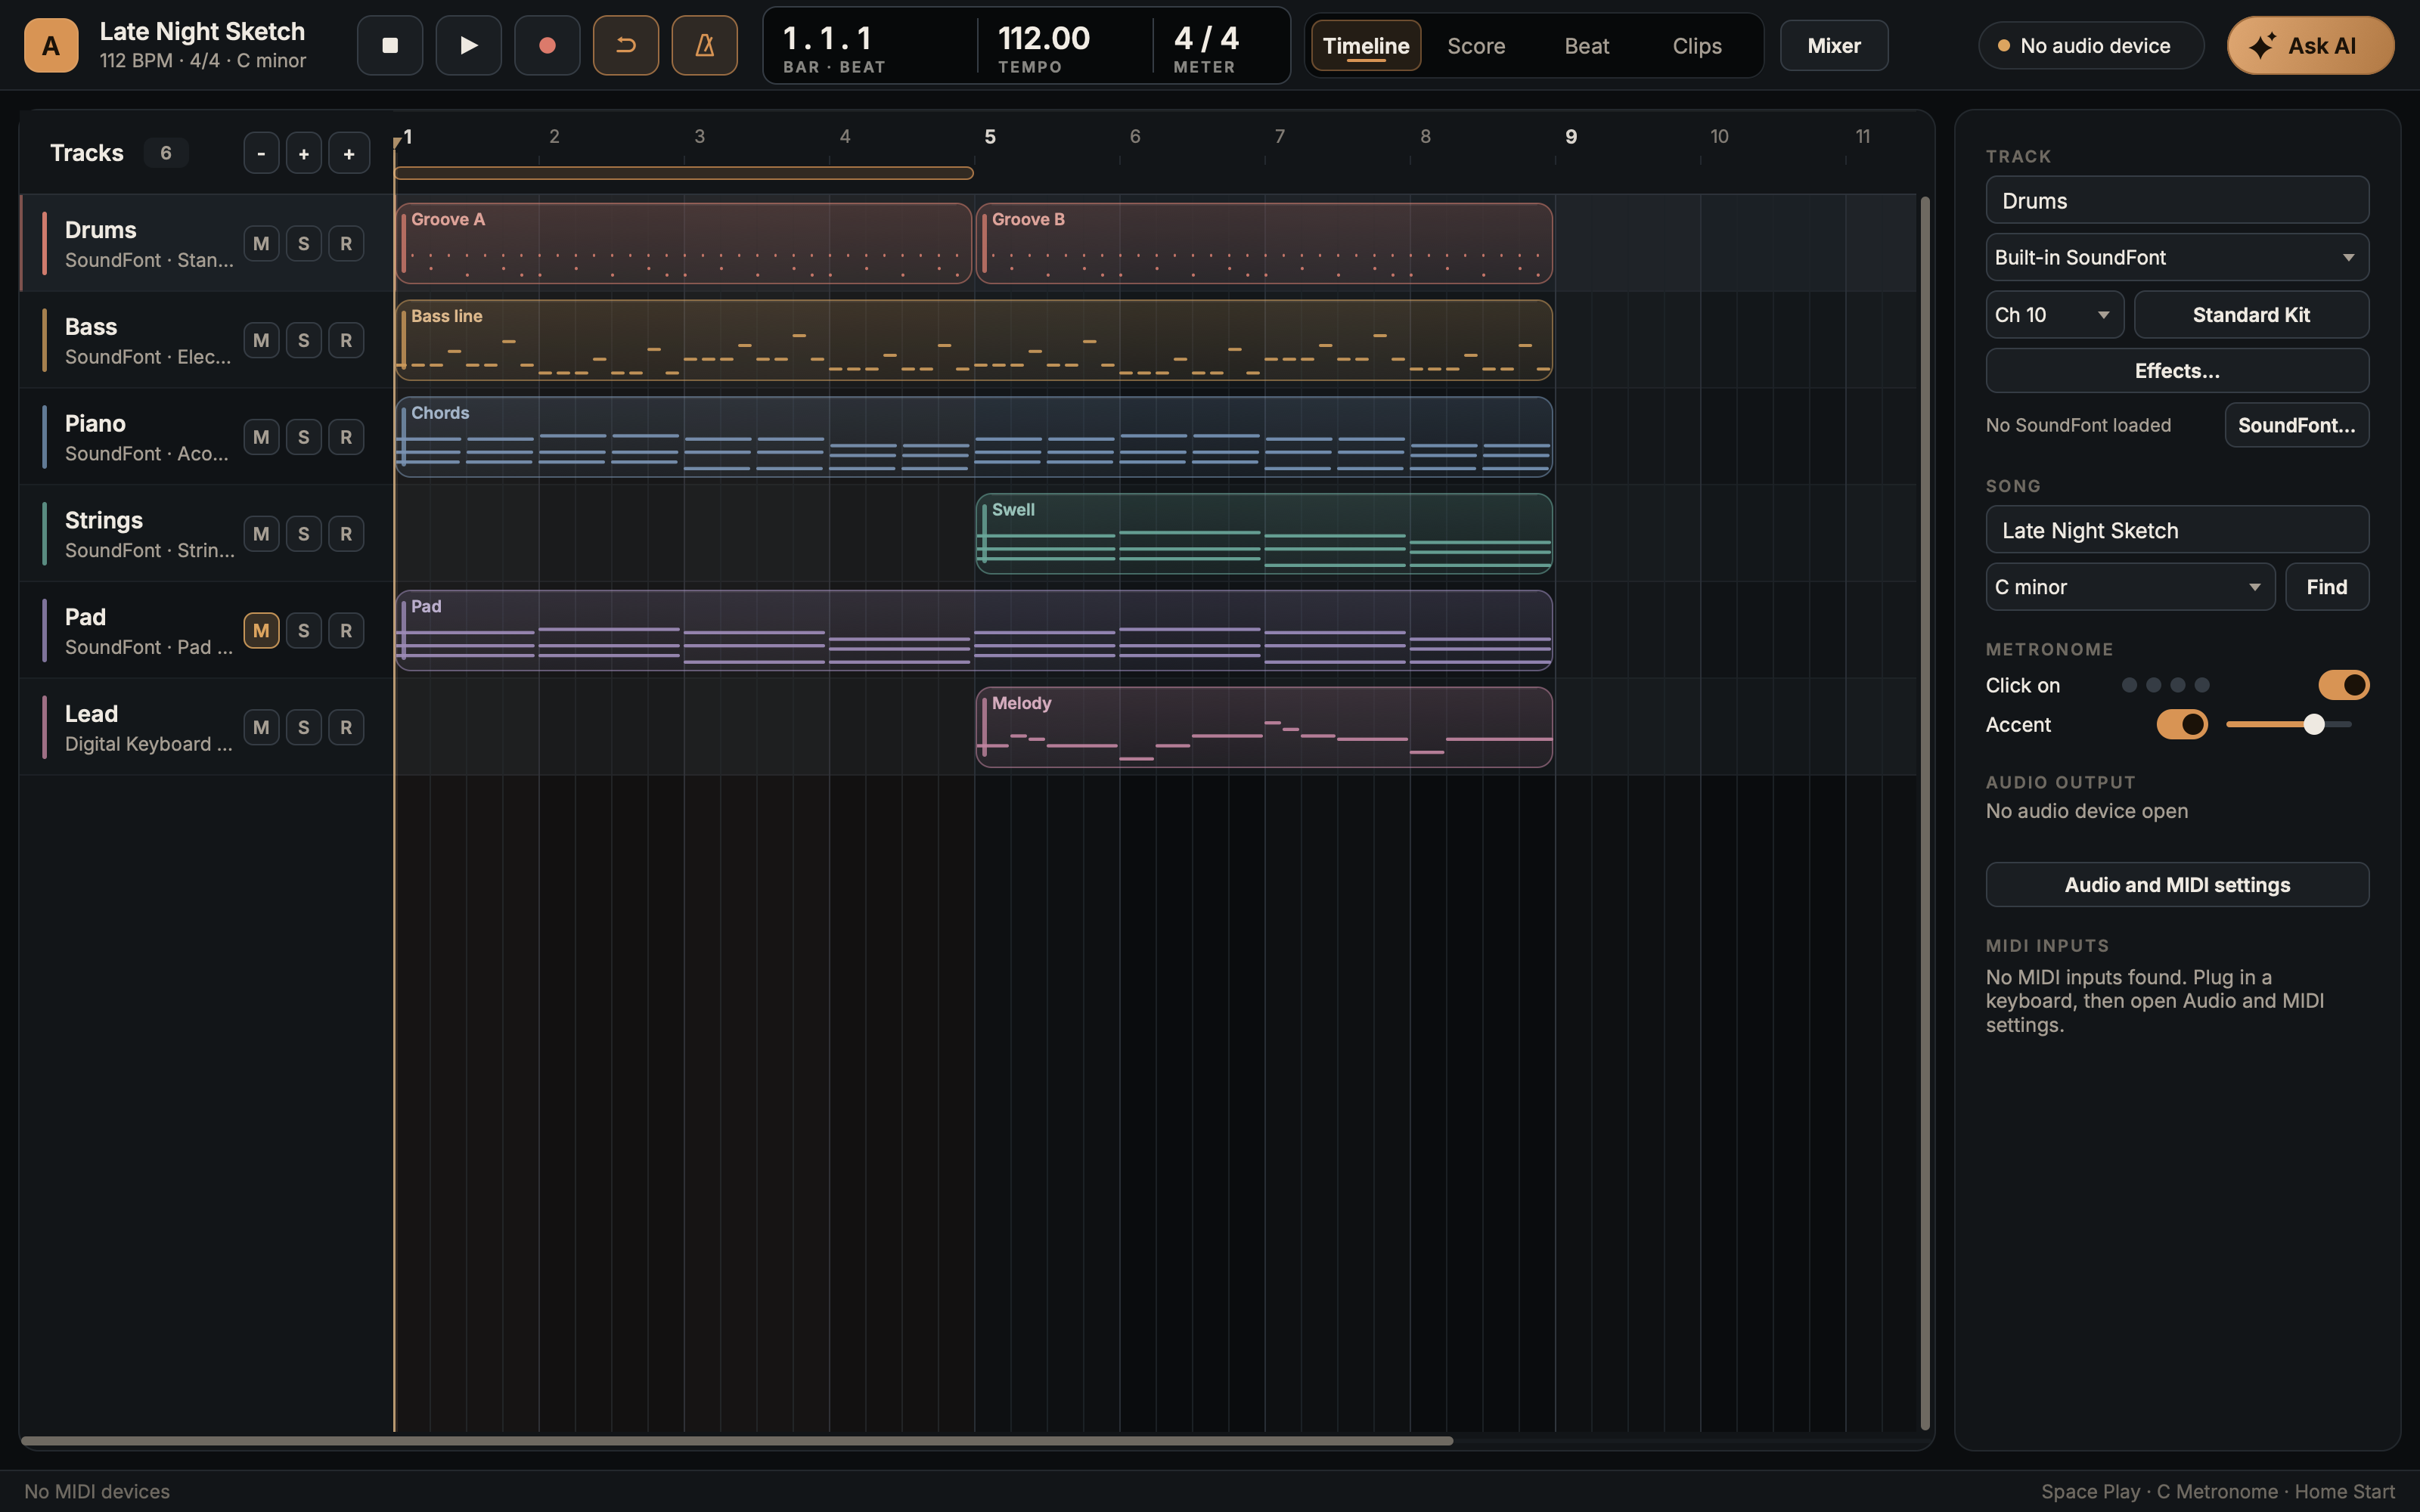 A
Late Night Sketch
112 BPM · 4/4 · C minor
1 . 1 . 1
BAR · BEAT
112.00
TEMPO
4 / 4
METER
Timeline
Score
Beat
Clips
Mixer
No audio device
Ask AI
Tracks 6 - + +
1 2 3 4 5 6 7 8 9 10 11
Drums
SoundFont · Stan...
M S R
Groove A
Groove B
Bass
SoundFont · Elec...
M S R
Bass line
Piano
SoundFont · Aco...
M S R
Chords
Strings
SoundFont · Strin...
M S R
Swell
Pad
SoundFont · Pad ...
M S R
Pad
Lead
Digital Keyboard ...
M S R
Melody
TRACK
Drums
Built-in SoundFont
Ch 10
Standard Kit
Effects...
No SoundFont loaded
SoundFont...
SONG
Late Night Sketch
C minor
Find
METRONOME
Click on
Accent
AUDIO OUTPUT
No audio device open
Audio and MIDI settings
MIDI INPUTS
No MIDI inputs found. Plug in a
keyboard, then open Audio and MIDI
settings.
No MIDI devices
Space Play · C Metronome · Home Start